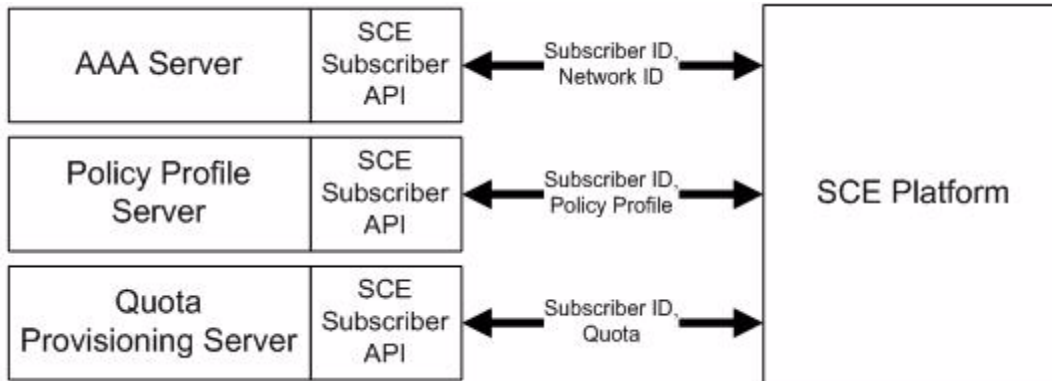 AAA Server
SCE
Subscriber
API
Subscriber ID,
Network ID
Policy Profile
Server
SCE
Subscriber
API
Subscriber ID,
Policy Profile
SCE Platform
Quota
Provisioning Server
SCE
Subscriber
API
Subscriber ID,
Quota